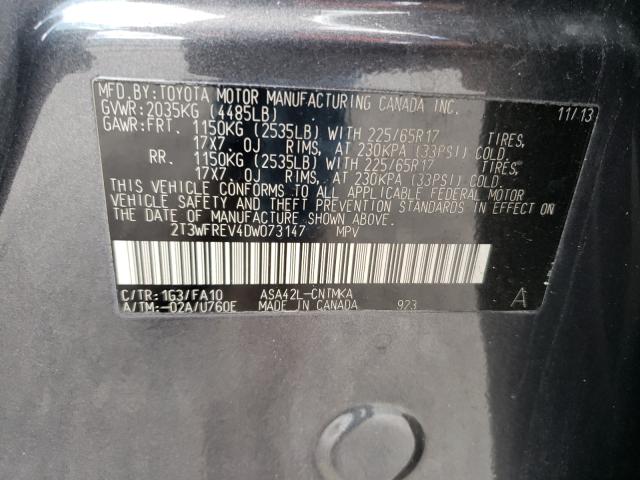 MFD.BY:TOYOTA MOTOR MANUFACTURING CANADA INC. 11/13
GVWR:2035KG (4485LB)
GAWR:FRT. 1150KG (2535LB) WITH 225/65R17 TIRES,
17X7 0J RIMS, AT 230KPA (33PSI) COLD
RR. 1150KG (2535LB) WITH 225/65R17 TIRES,
17X7 0J RIMS, AT 230KPA (33PSI) COLD.
THIS VEHICLE CONFORMS TO ALL APPLICABLE FEDERAL MOTOR
VEHICLE SAFETY AND THEFT PREVENTION STANDARDS IN EFFECT ON
THE DATE OF MANUFACTURE SHOWN ABOVE.
2T3WFREV4DW073147 MPV
C/TR:1G3/FA10 ASA42L-CNTMKA A
A/TM:-02A/U760E MADE IN CANADA 923